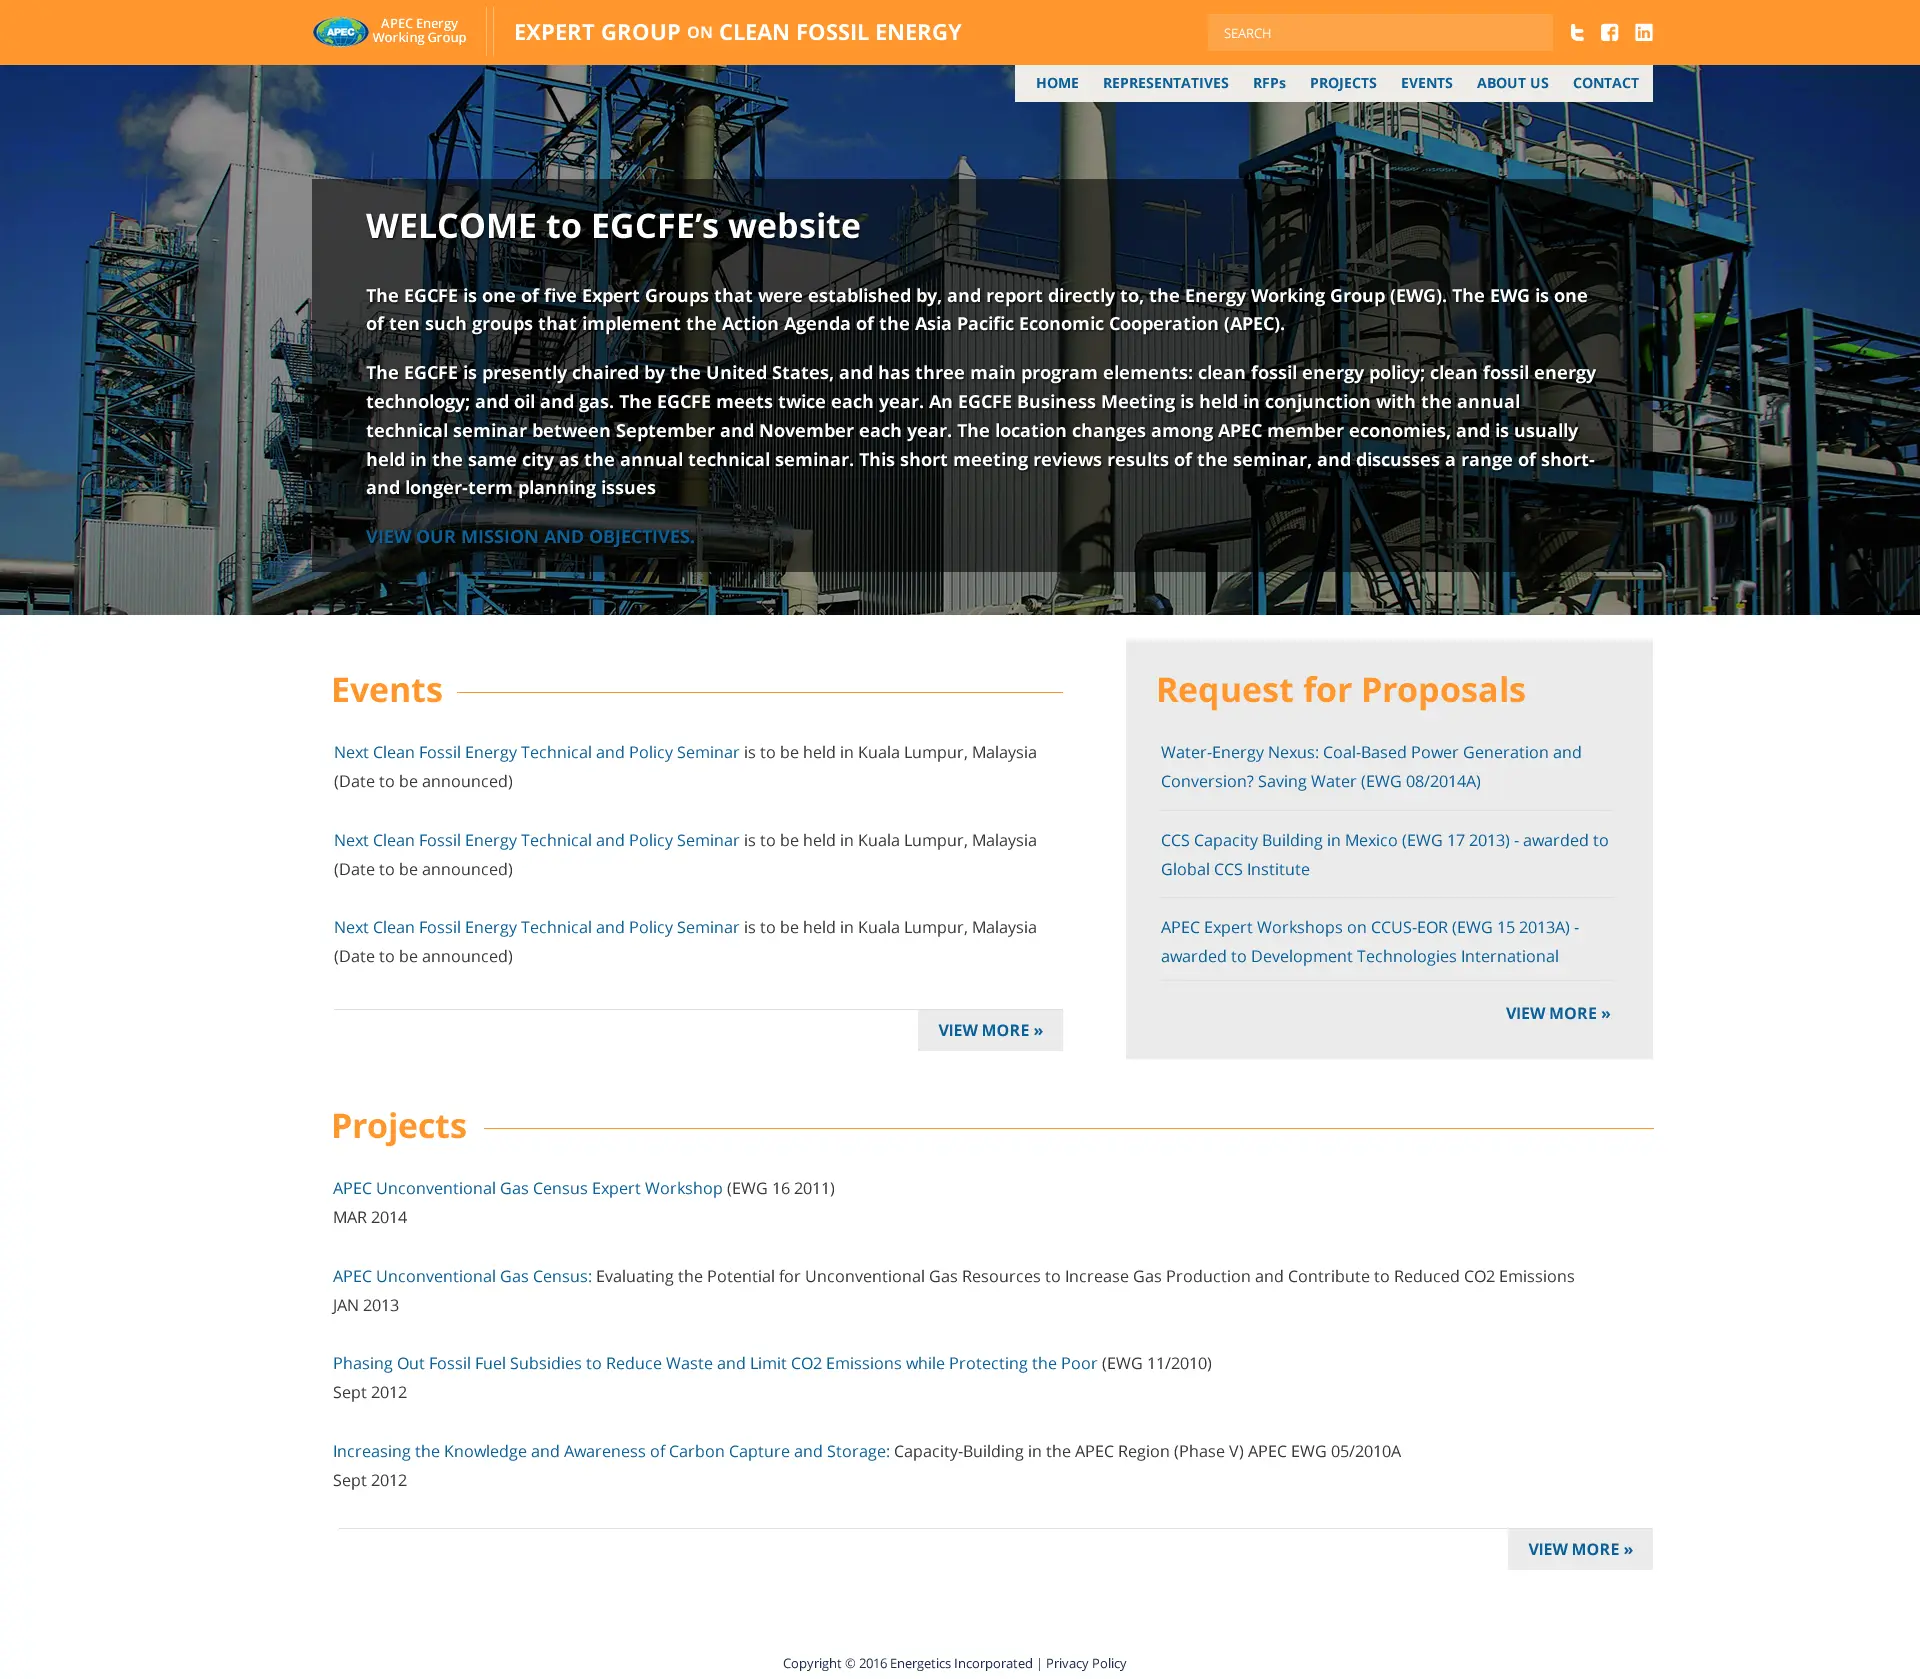 APEC
APEC Energy
Working Group
EXPERT GROUP ON CLEAN FOSSIL ENERGY
SEARCH
HOME REPRESENTATIVES RFPs PROJECTS EVENTS ABOUT US CONTACT
WELCOME to EGCFE’s website
The EGCFE is one of five Expert Groups that were established by, and report directly to, the Energy Working Group (EWG). The EWG is one
of ten such groups that implement the Action Agenda of the Asia Pacific Economic Cooperation (APEC).
The EGCFE is presently chaired by the United States, and has three main program elements: clean fossil energy policy; clean fossil energy
technology; and oil and gas. The EGCFE meets twice each year. An EGCFE Business Meeting is held in conjunction with the annual
technical seminar between September and November each year. The location changes among APEC member economies, and is usually
held in the same city as the annual technical seminar. This short meeting reviews results of the seminar, and discusses a range of short-
and longer-term planning issues
VIEW OUR MISSION AND OBJECTIVES.
Events
Next Clean Fossil Energy Technical and Policy Seminar is to be held in Kuala Lumpur, Malaysia
(Date to be announced)
Next Clean Fossil Energy Technical and Policy Seminar is to be held in Kuala Lumpur, Malaysia
(Date to be announced)
Next Clean Fossil Energy Technical and Policy Seminar is to be held in Kuala Lumpur, Malaysia
(Date to be announced)
VIEW MORE »
Request for Proposals
Water-Energy Nexus: Coal-Based Power Generation and
Conversion? Saving Water (EWG 08/2014A)
CCS Capacity Building in Mexico (EWG 17 2013) - awarded to
Global CCS Institute
APEC Expert Workshops on CCUS-EOR (EWG 15 2013A) -
awarded to Development Technologies International
VIEW MORE »
Projects
APEC Unconventional Gas Census Expert Workshop (EWG 16 2011)
MAR 2014
APEC Unconventional Gas Census: Evaluating the Potential for Unconventional Gas Resources to Increase Gas Production and Contribute to Reduced CO2 Emissions
JAN 2013
Phasing Out Fossil Fuel Subsidies to Reduce Waste and Limit CO2 Emissions while Protecting the Poor (EWG 11/2010)
Sept 2012
Increasing the Knowledge and Awareness of Carbon Capture and Storage: Capacity-Building in the APEC Region (Phase V) APEC EWG 05/2010A
Sept 2012
VIEW MORE »
Copyright © 2016 Energetics Incorporated | Privacy Policy